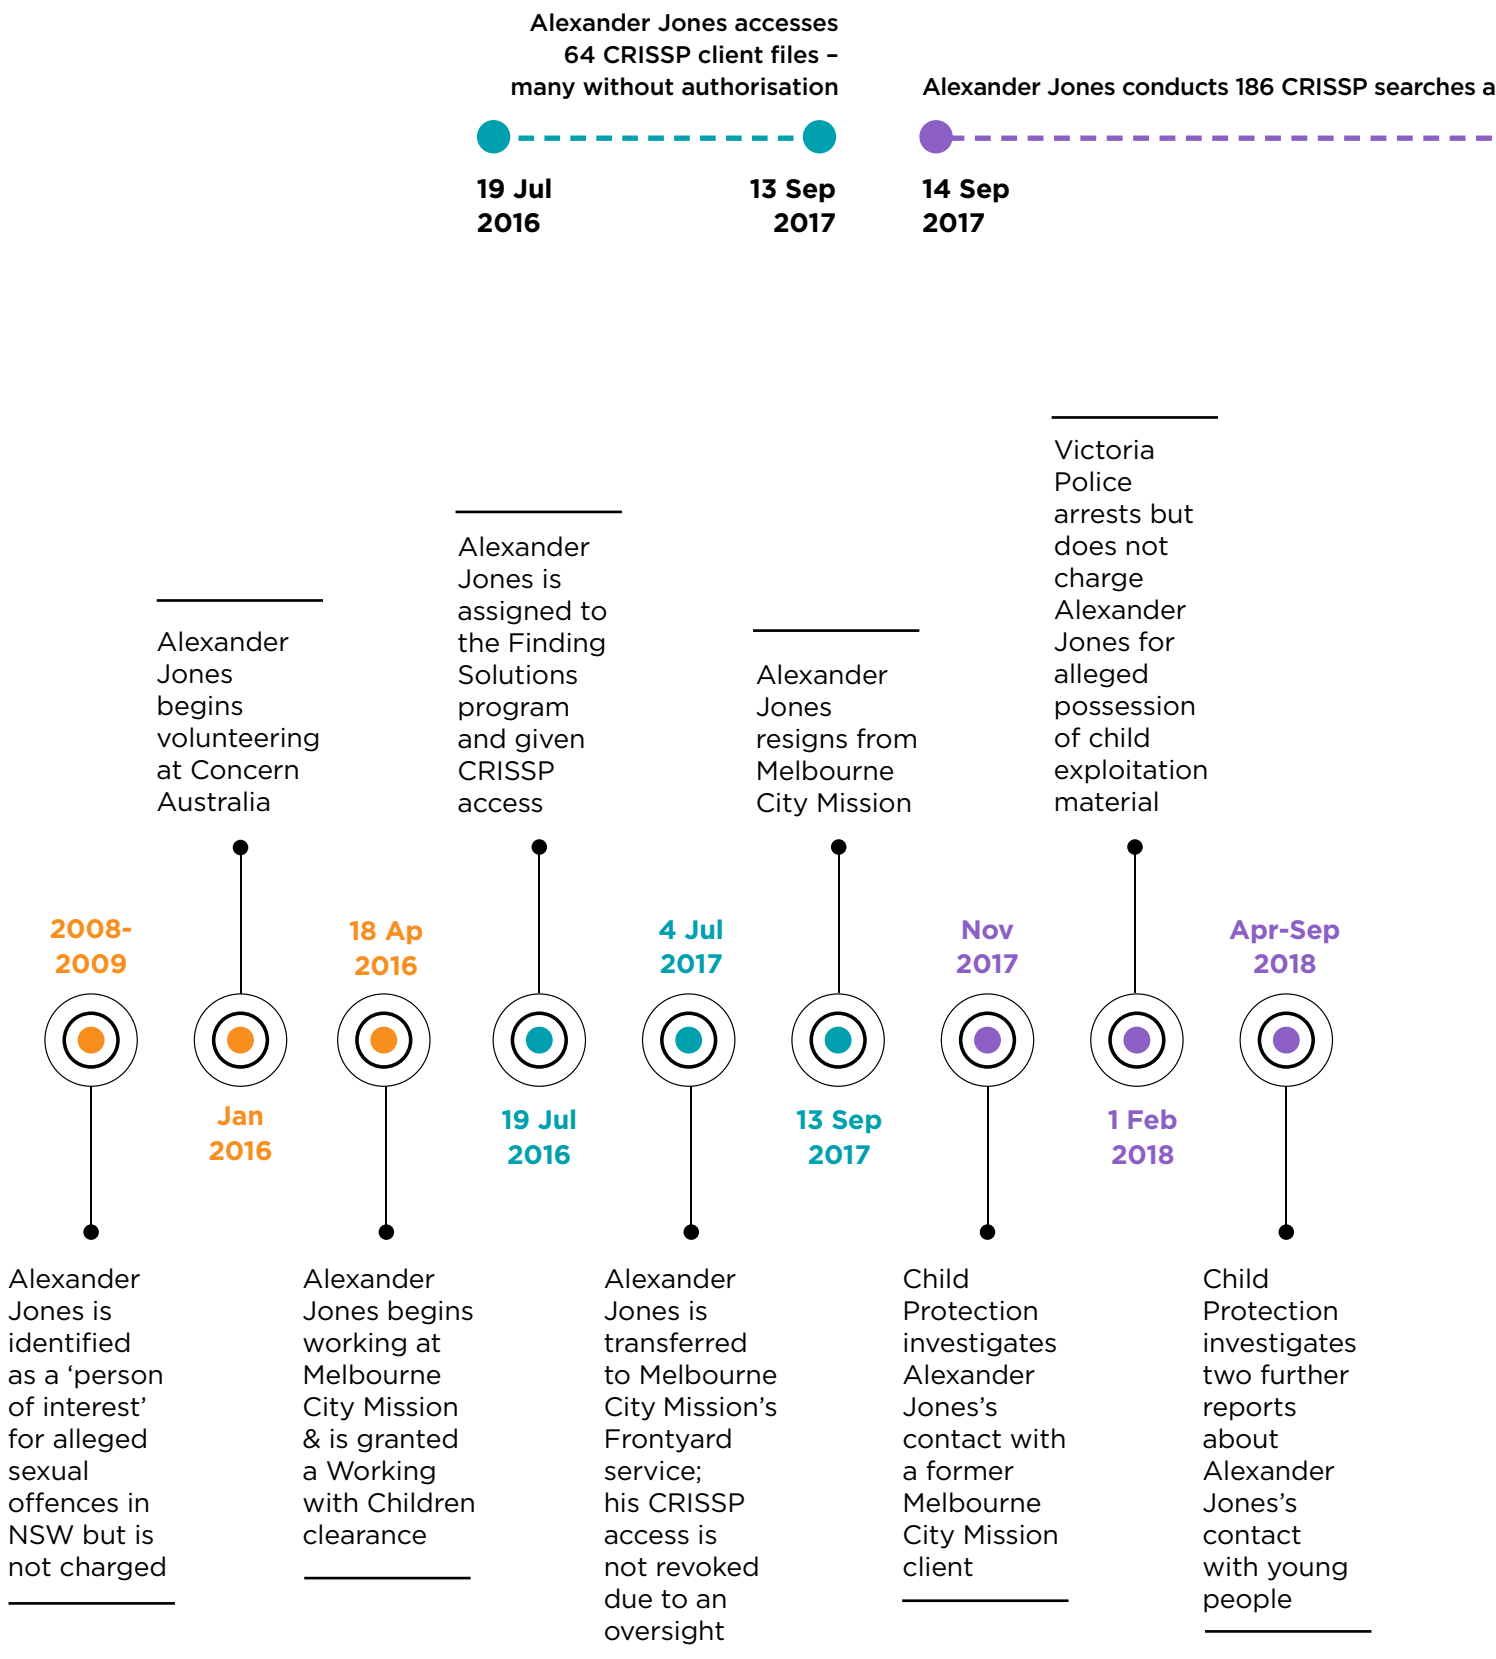 Alexander Jones accesses
64 CRISSP client files –
many without authorisation
19 Jul
2016
13 Sep
2017
Alexander Jones conducts 186 CRISSP searches a
14 Sep
2017
2008-
2009
Alexander
Jones is
identified
as a ‘person
of interest’
for alleged
sexual
offences in
NSW but is
not charged
Alexander
Jones
begins
volunteering
at Concern
Australia
Jan
2016
18 Ap
2016
Alexander
Jones begins
working at
Melbourne
City Mission
& is granted
a Working
with Children
clearance
Alexander
Jones is
assigned to
the Finding
Solutions
program
and given
CRISSP
access
19 Jul
2016
4 Jul
2017
Alexander
Jones is
transferred
to Melbourne
City Mission’s
Frontyard
service;
his CRISSP
access is
not revoked
due to an
oversight
Alexander
Jones
resigns from
Melbourne
City Mission
13 Sep
2017
Nov
2017
Child
Protection
investigates
Alexander
Jones’s
contact with
a former
Melbourne
City Mission
client
Victoria
Police
arrests but
does not
charge
Alexander
Jones for
alleged
possession
of child
exploitation
material
1 Feb
2018
Apr-Sep
2018
Child
Protection
investigates
two further
reports
about
Alexander
Jones’s
contact
with young
people